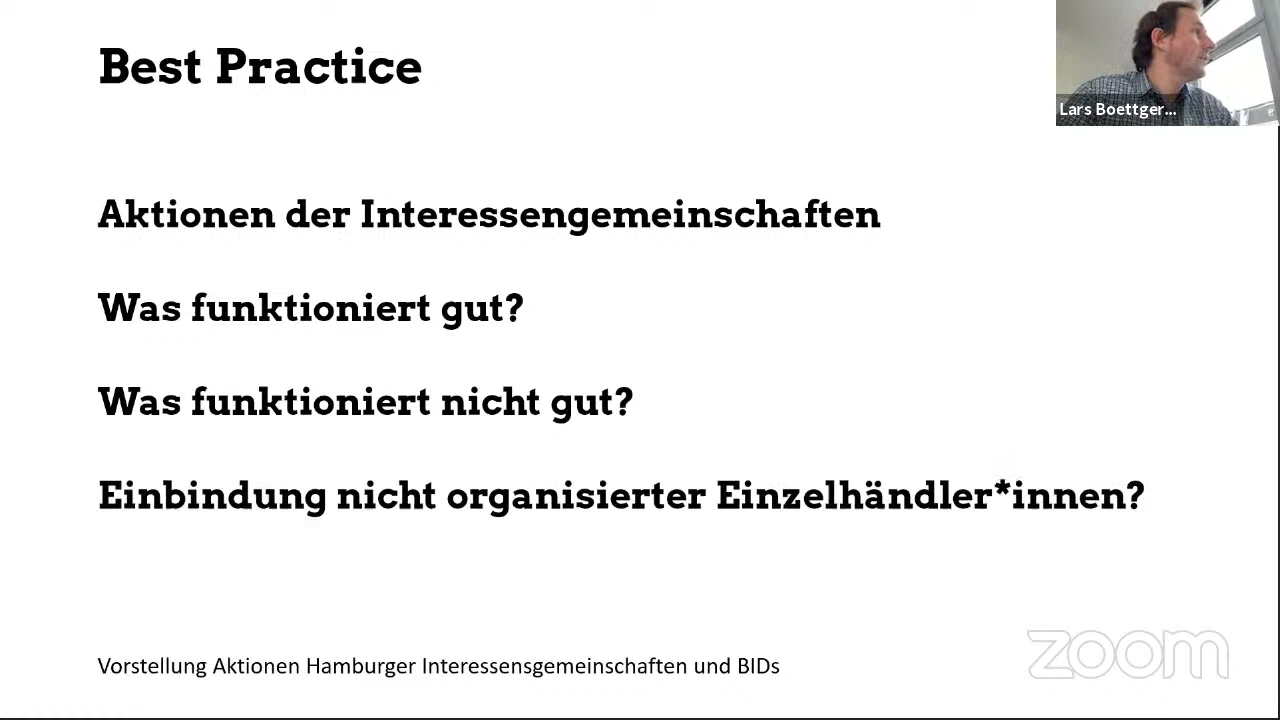 Best Practice
Lars Boettger...
Aktionen der Interessengemeinschaften
Was funktioniert gut?
Was funktioniert nicht gut?
Einbindung nicht organisierter Einzelhändler*innen?
Vorstellung Aktionen Hamburger Interessensgemeinschaften und BIDs
zoom